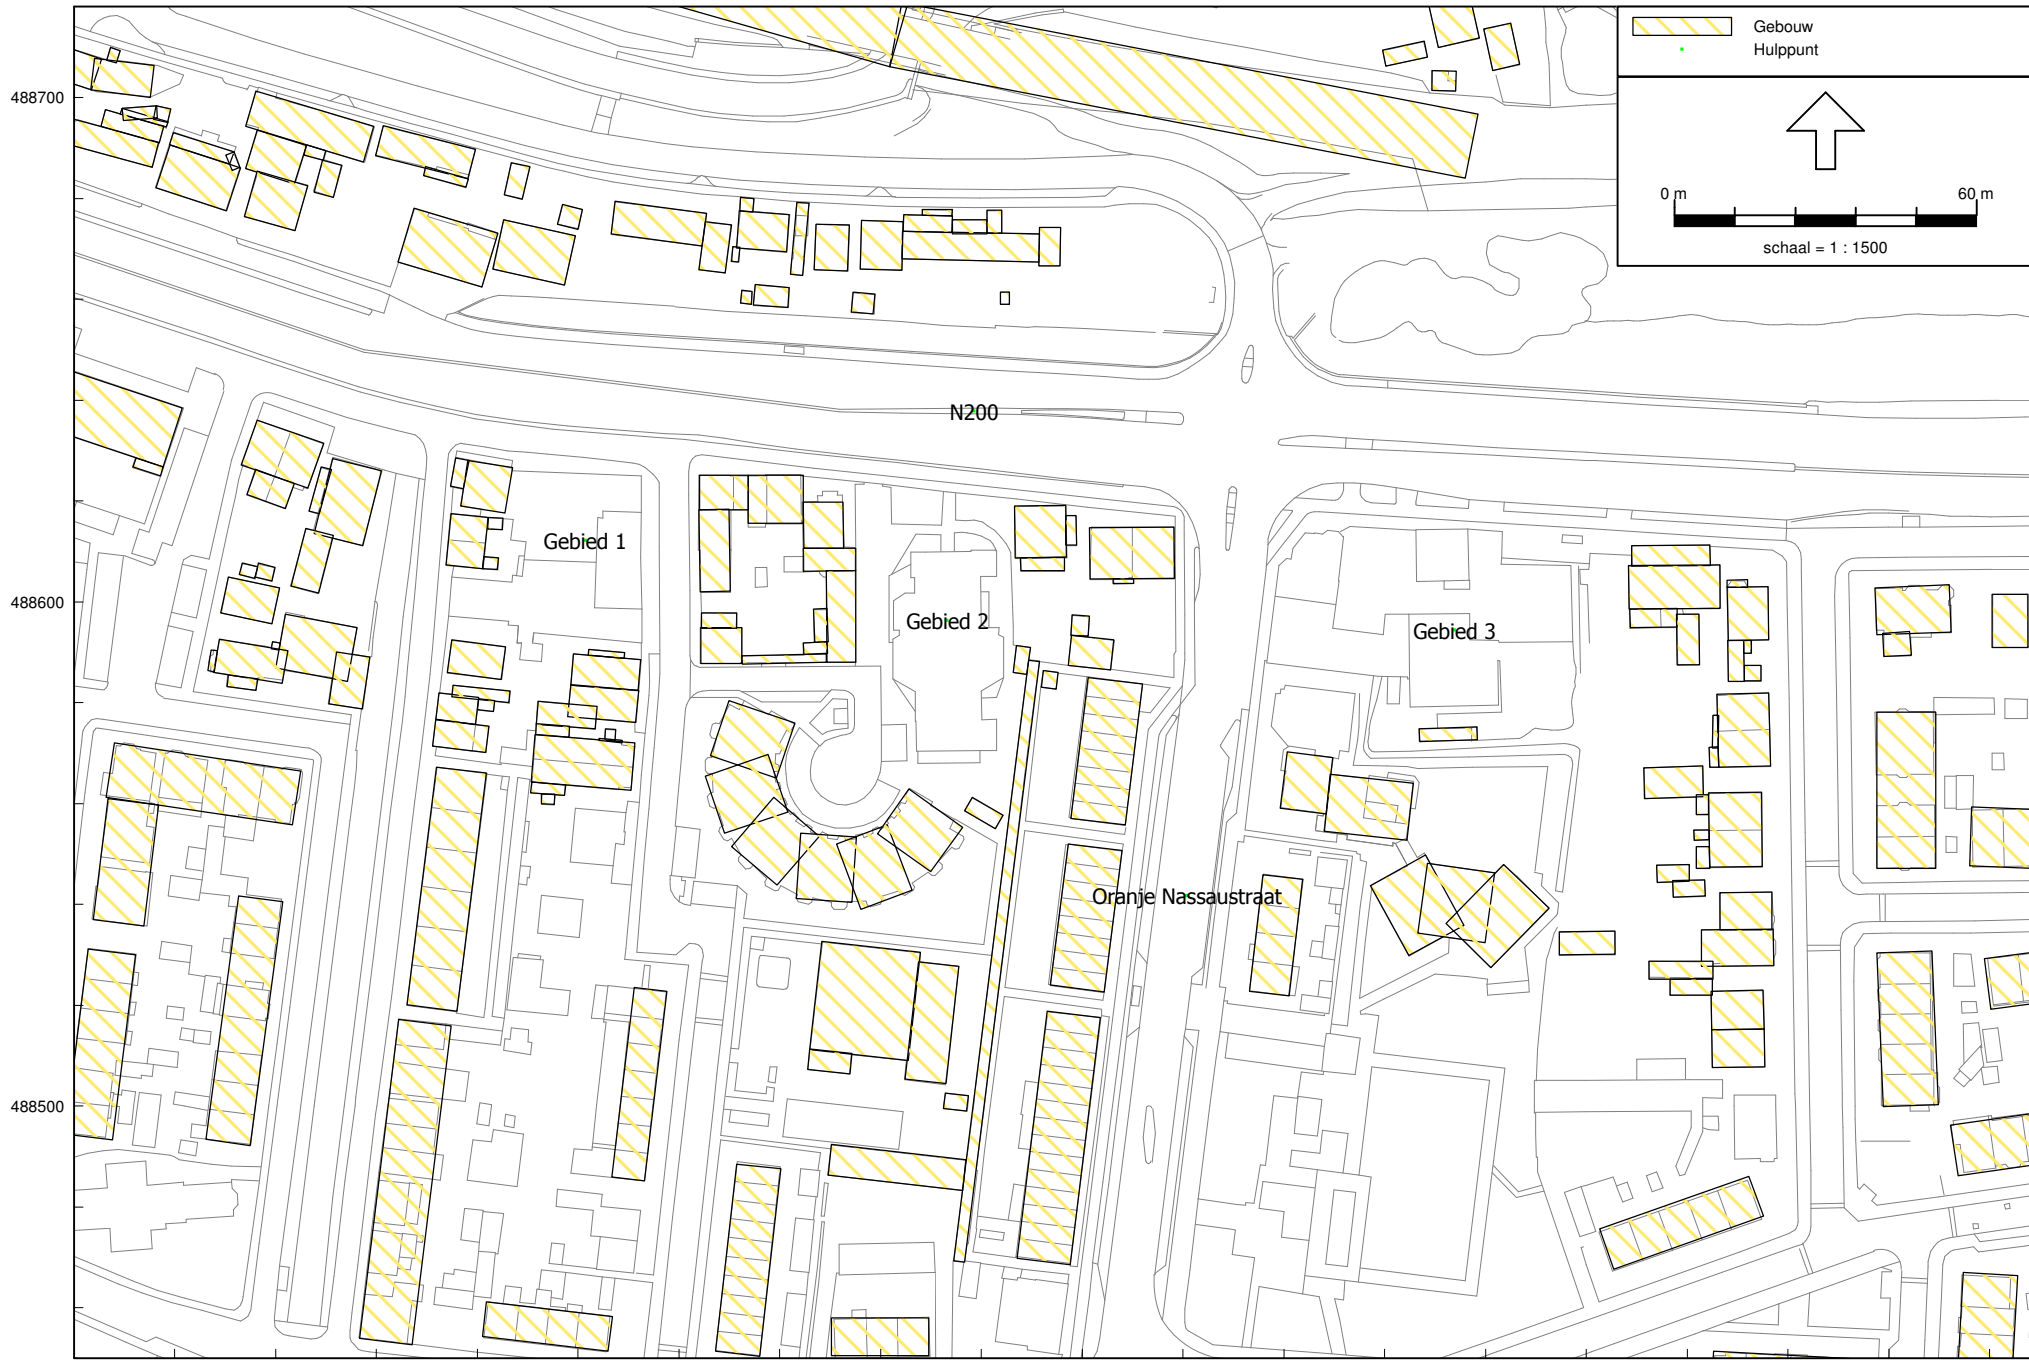 Gebouw
Hulppunt
488700
0 m 60 m
schaal = 1 : 1500
N200
Gebied 1
488600
Gebied 2
Gebied 3
Oranje Nassaustraat
488500